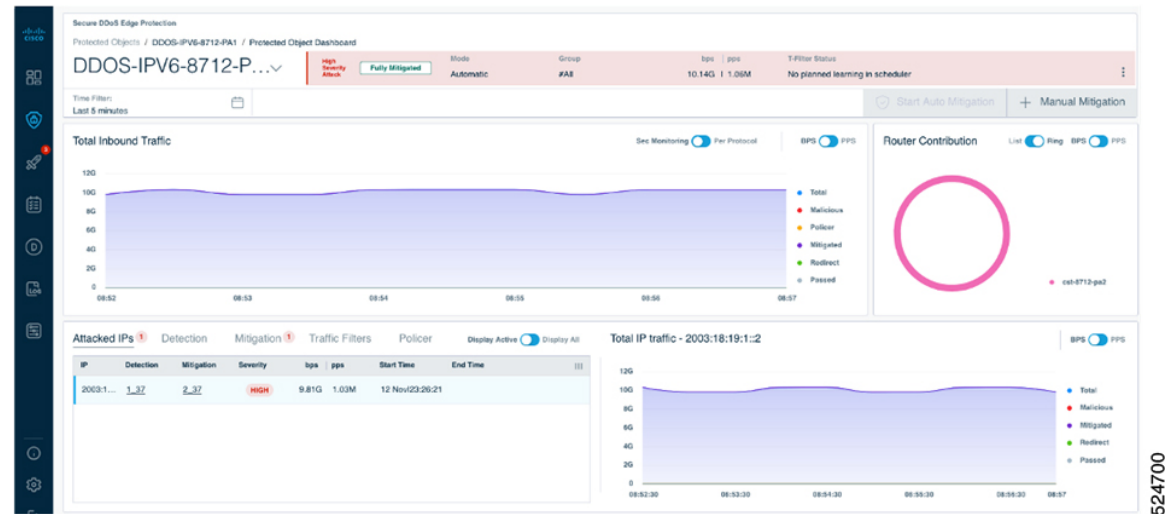 Secure DDoS Edge Protection
cisco
Protected Objects / DDOS-IPV6-8712-PA1 / Protected Object Dashboard
DDOS-IPV6-8712-P...
High Severity Attack
Fully Mitigated
Mode
Automatic
Group
#All
bps | pps
10.14G | 1.06M
T-Filter Status
No planned learning in scheduler
Time Filter:
Last 5 minutes
Start Auto Mitigation
+ Manual Mitigation
Total Inbound Traffic
Sec Monitoring Per Protocol
BPS PPS
12G
10G
8G
6G
4G
2G
0
08:52 08:53 08:54 08:55 08:56 08:57
Total
Malicious
Policer
Mitigated
Redirect
Passed
Router Contribution
List Ring BPS PPS
cst-8712-pa2
3
D
LOG
Attacked IPs 1 Detection Mitigation 1 Traffic Filters Policer Display Active Display All
IP Detection Mitigation Severity bps | pps Start Time End Time
2003:1... 1_37 2_37 HIGH 9.81G 1.03M 12 Nov\23:26:21
Total IP traffic - 2003:18:19:1::2
BPS PPS
12G
10G
8G
6G
4G
2G
0
08:52:30 08:53:30 08:54:30 08:55:30 08:56:30 08:57
Total
Malicious
Mitigated
Redirect
Passed
524700